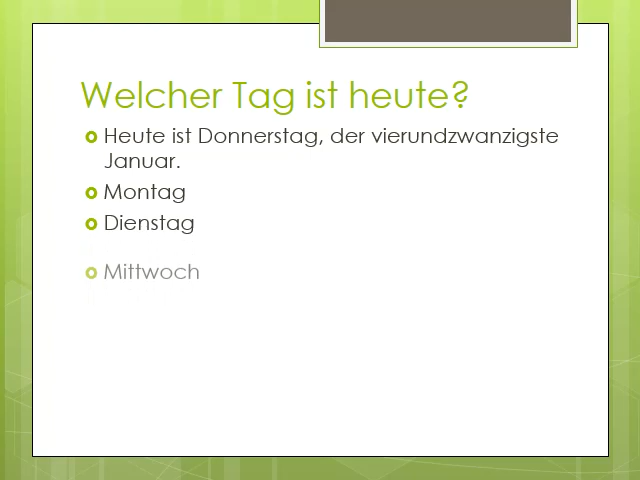 Welcher Tag ist heute?
Heute ist Donnerstag, der vierundzwanzigste
Januar.
Montag
Dienstag
Mittwoch